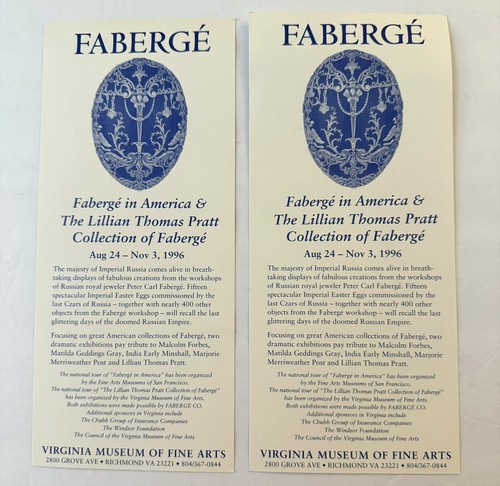 FABERGÉ
Fabergé in America &
The Lillian Thomas Pratt
Collection of Fabergé
Aug 24 – Nov 3, 1996
The majesty of Imperial Russia comes alive in breath-
taking displays of fabulous creations from the workshops
of Russian royal jeweler Peter Carl Fabergé. Fifteen
spectacular Imperial Easter Eggs commissioned by the
last Czars of Russia – together with nearly 400 other
objects from the Fabergé workshop – will recall the last
glittering days of the doomed Russian Empire.
Focusing on great American collections of Fabergé, two
dramatic exhibitions pay tribute to Malcolm Forbes,
Matilda Geddings Gray, India Early Minshall, Marjorie
Merriweather Post and Lillian Thomas Pratt.
The national tour of "Fabergé in America" has been organized
by the Fine Arts Museums of San Francisco.
The national tour of "The Lillian Thomas Pratt Collection of Fabergé"
has been organized by the Virginia Museum of Fine Arts.
Both exhibitions were made possible by FABERGÉ CO.
Additional sponsors in Virginia include
The Chubb Group of Insurance Companies
The Windsor Foundation
The Council of the Virginia Museum of Fine Arts
VIRGINIA MUSEUM OF FINE ARTS
2800 GROVE AVE • RICHMOND VA 23221 • 804/367-0844
FABERGÉ
Fabergé in America &
The Lillian Thomas Pratt
Collection of Fabergé
Aug 24 – Nov 3, 1996
The majesty of Imperial Russia comes alive in breath-
taking displays of fabulous creations from the workshops
of Russian royal jeweler Peter Carl Fabergé. Fifteen
spectacular Imperial Easter Eggs commissioned by the
last Czars of Russia – together with nearly 400 other
objects from the Fabergé workshop – will recall the last
glittering days of the doomed Russian Empire.
Focusing on great American collections of Fabergé, two
dramatic exhibitions pay tribute to Malcolm Forbes,
Matilda Geddings Gray, India Early Minshall, Marjorie
Merriweather Post and Lillian Thomas Pratt.
The national tour of "Fabergé in America" has been organized
by the Fine Arts Museums of San Francisco.
The national tour of "The Lillian Thomas Pratt Collection of Fabergé"
has been organized by the Virginia Museum of Fine Arts.
Both exhibitions were made possible by FABERGÉ CO.
Additional sponsors in Virginia include
The Chubb Group of Insurance Companies
The Windsor Foundation
The Council of the Virginia Museum of Fine Arts
VIRGINIA MUSEUM OF FINE ARTS
2800 GROVE AVE • RICHMOND VA 23221 • 804/367-0844